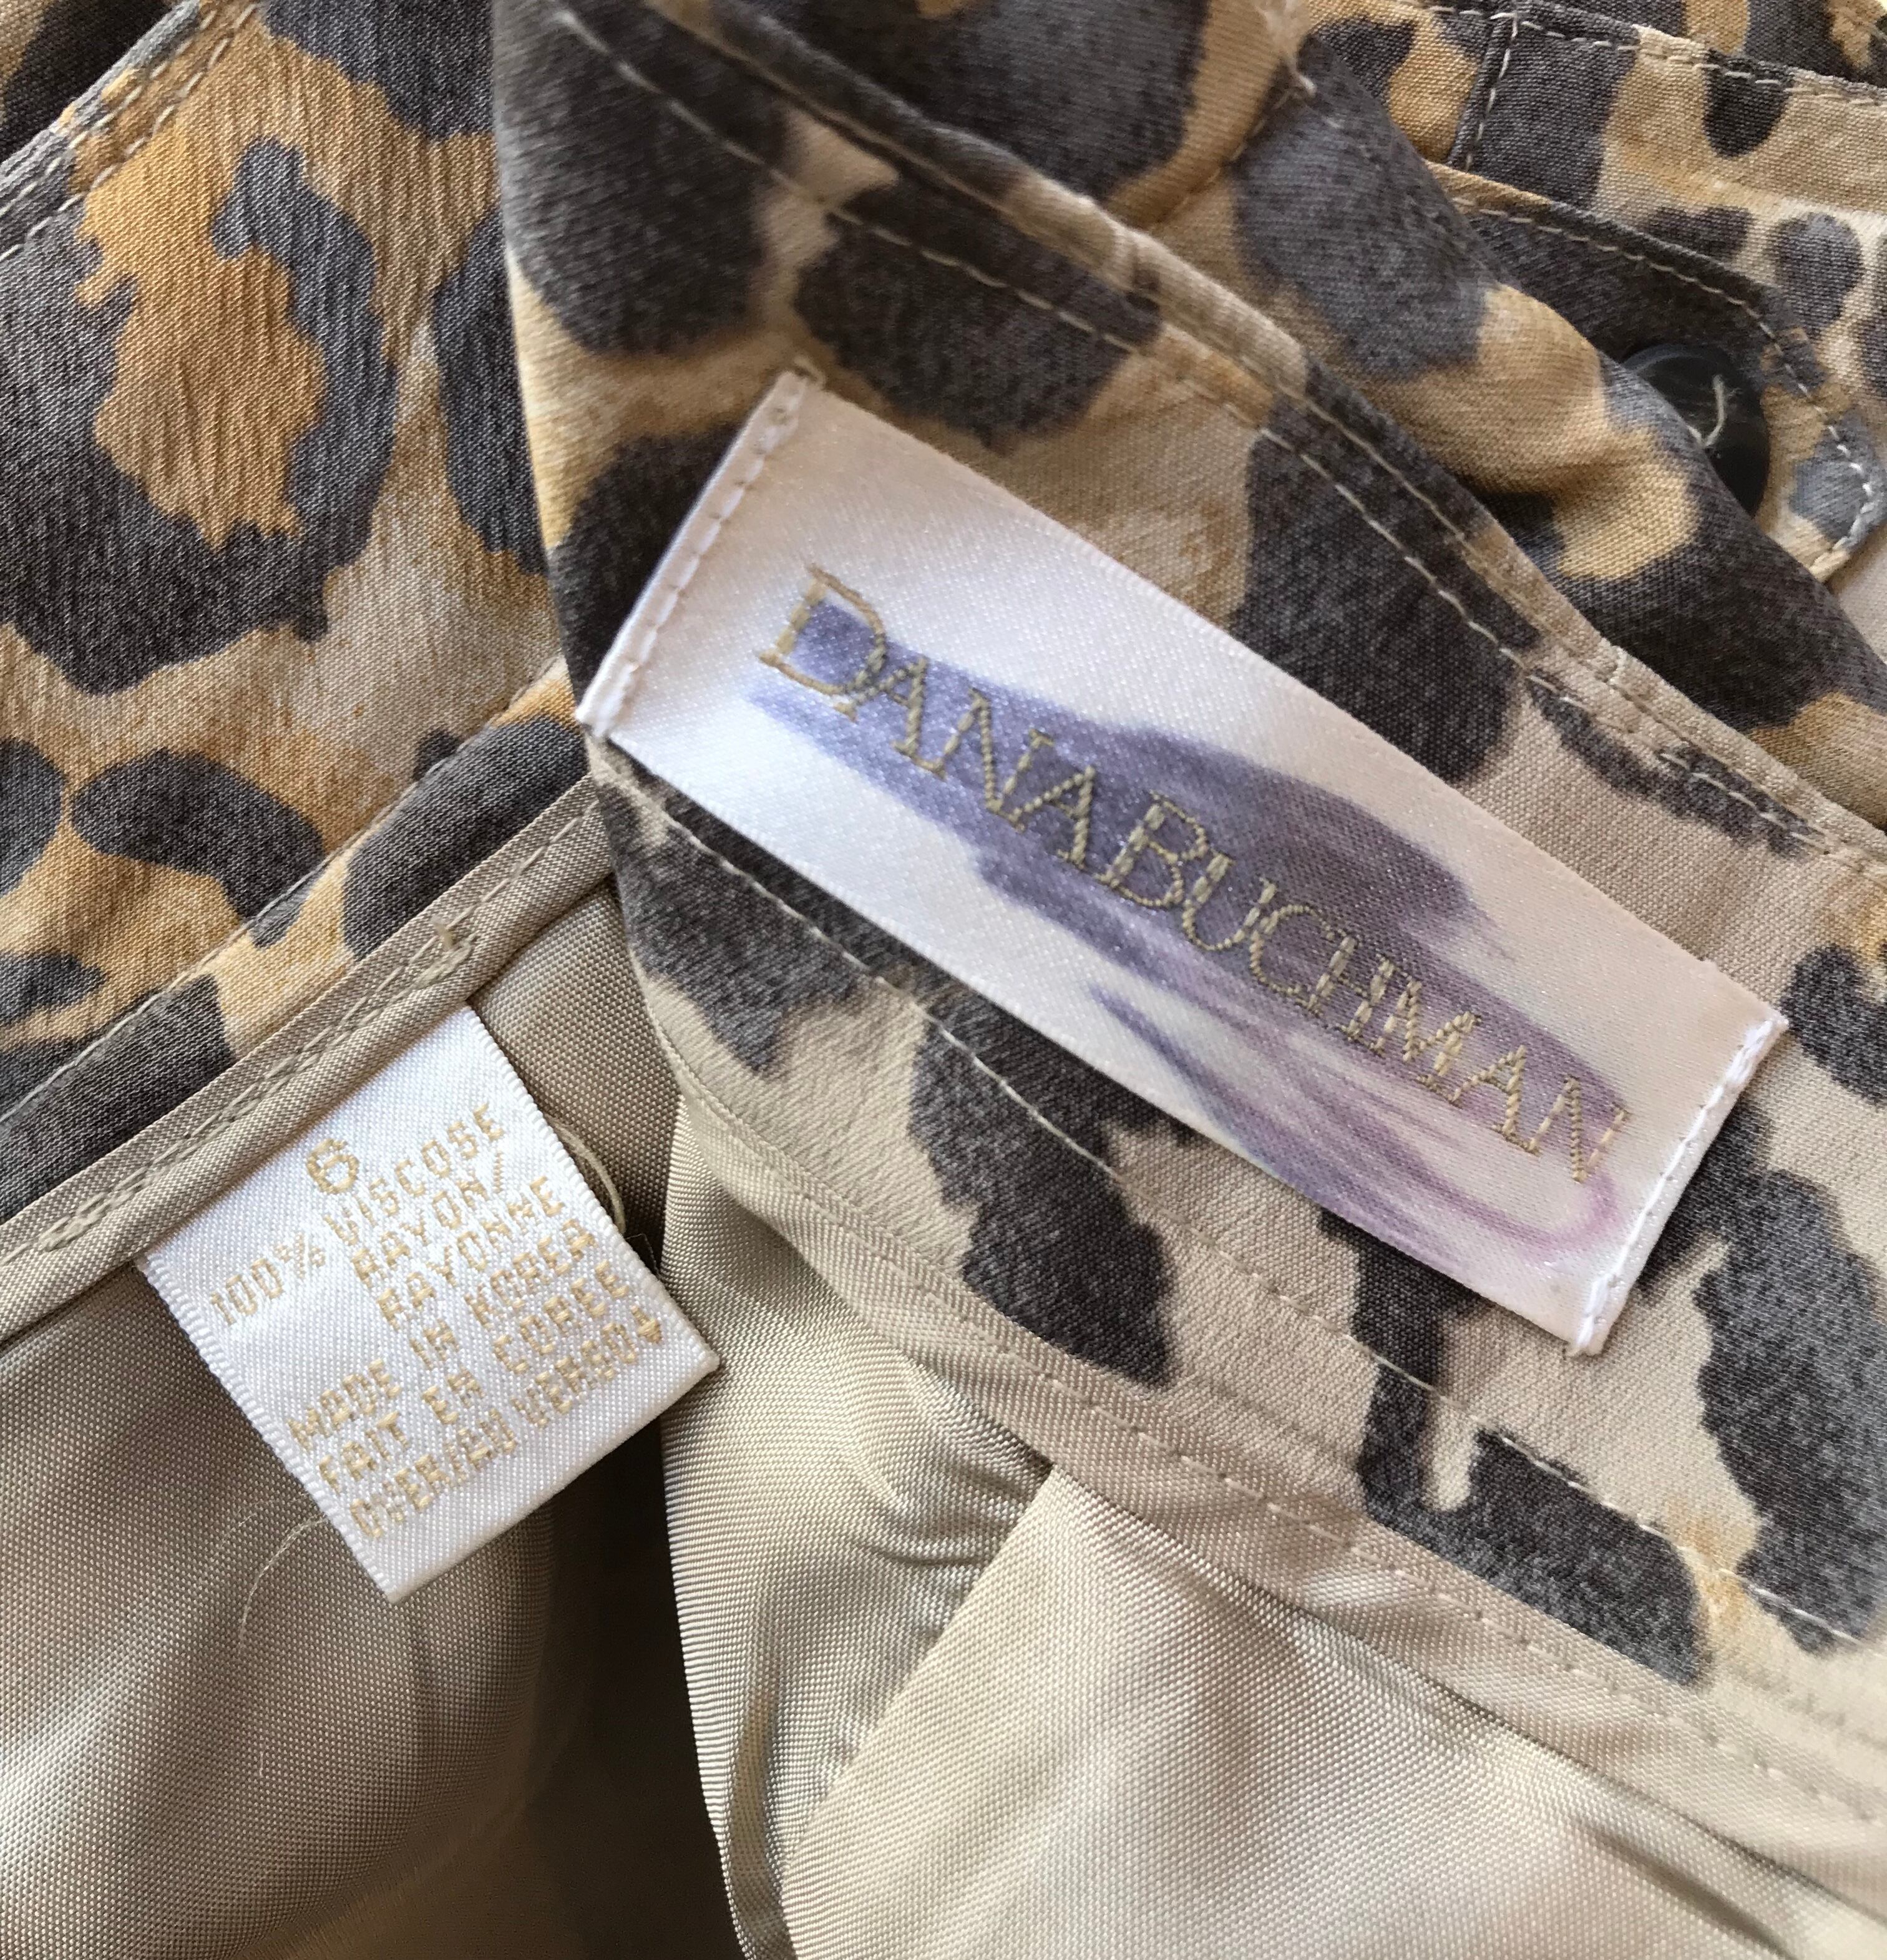 DANA BUCHMAN
6
100% VISCOSE
RAYON/
RAYONNE
MADE IN KOREA
FAIT EN COREE
OVER/AU VERSO